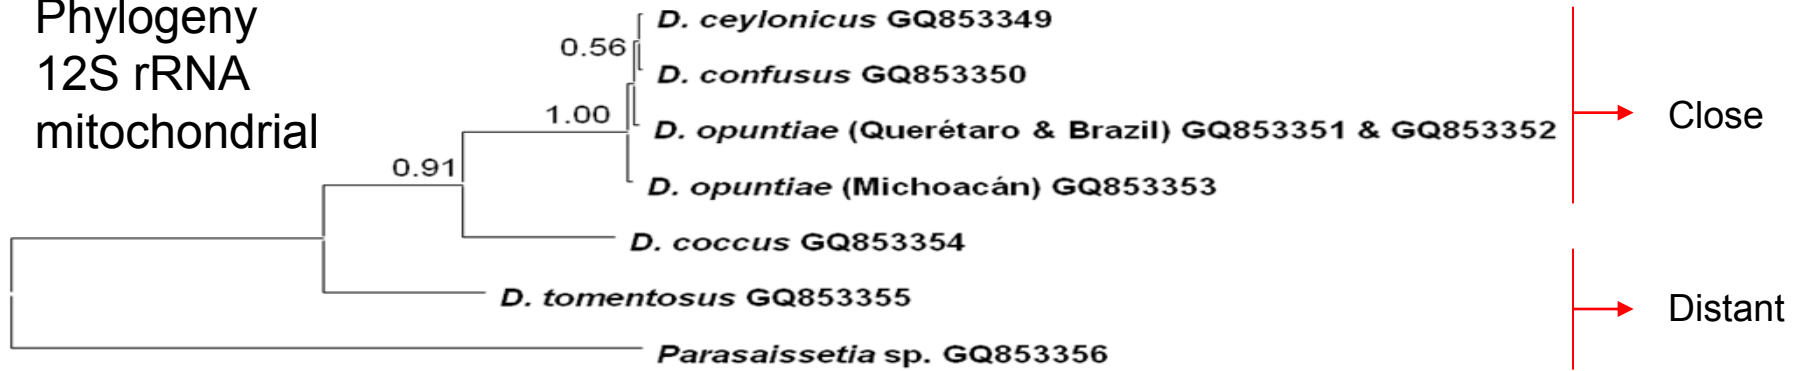 Phylogeny
12S rRNA
mitochondrial
D. ceylonicus GQ853349
0.56
D. confusus GQ853350
1.00
D. opuntiae (Querétaro & Brazil) GQ853351 & GQ853352
Close
0.91
D. opuntiae (Michoacán) GQ853353
D. coccus GQ853354
D. tomentosus GQ853355
Distant
Parasaissetia sp. GQ853356